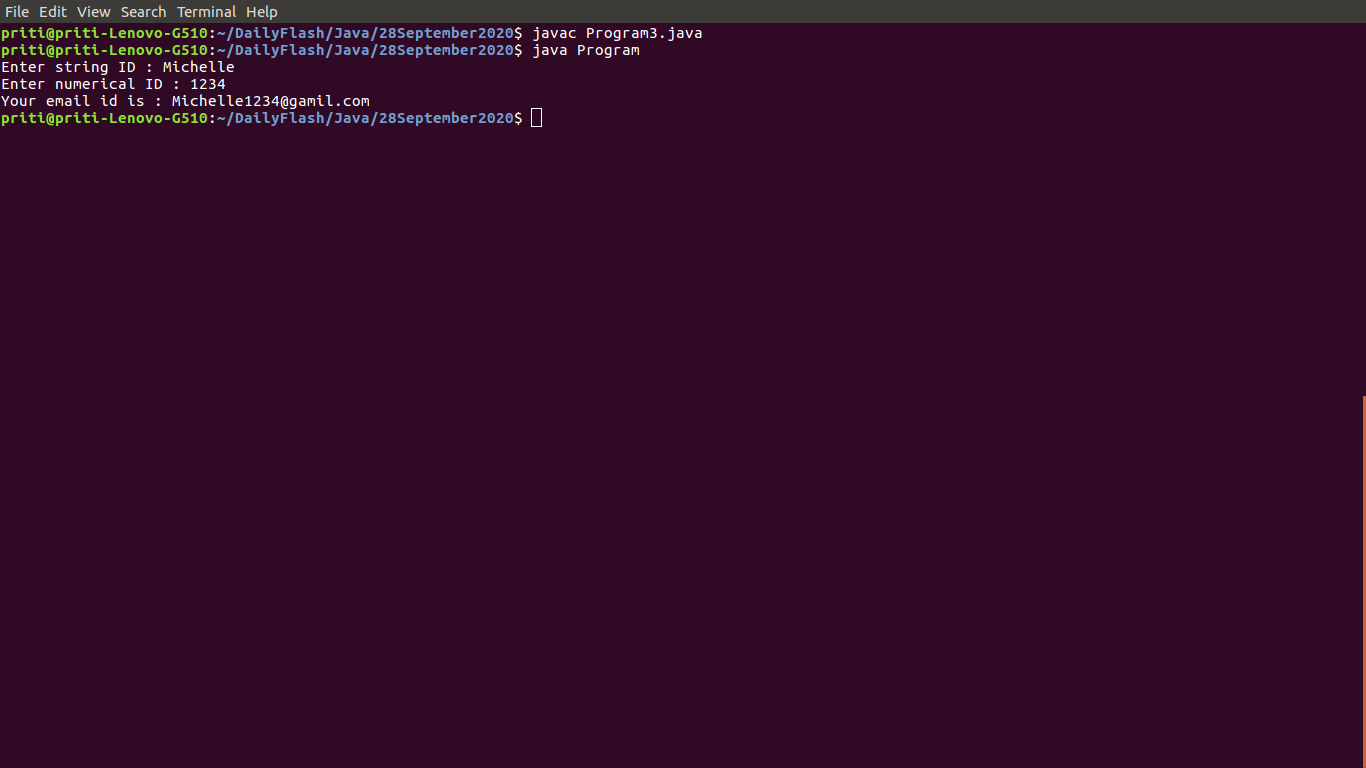 File Edit View Search Terminal Help
priti@priti-Lenovo-G510:~/DailyFlash/Java/28September2020$ javac Program3.java
priti@priti-Lenovo-G510:~/DailyFlash/Java/28September2020$ java Program
Enter string ID : Michelle
Enter numerical ID : 1234
Your email id is : Michelle1234@gamil.com
priti@priti-Lenovo-G510:~/DailyFlash/Java/28September2020$